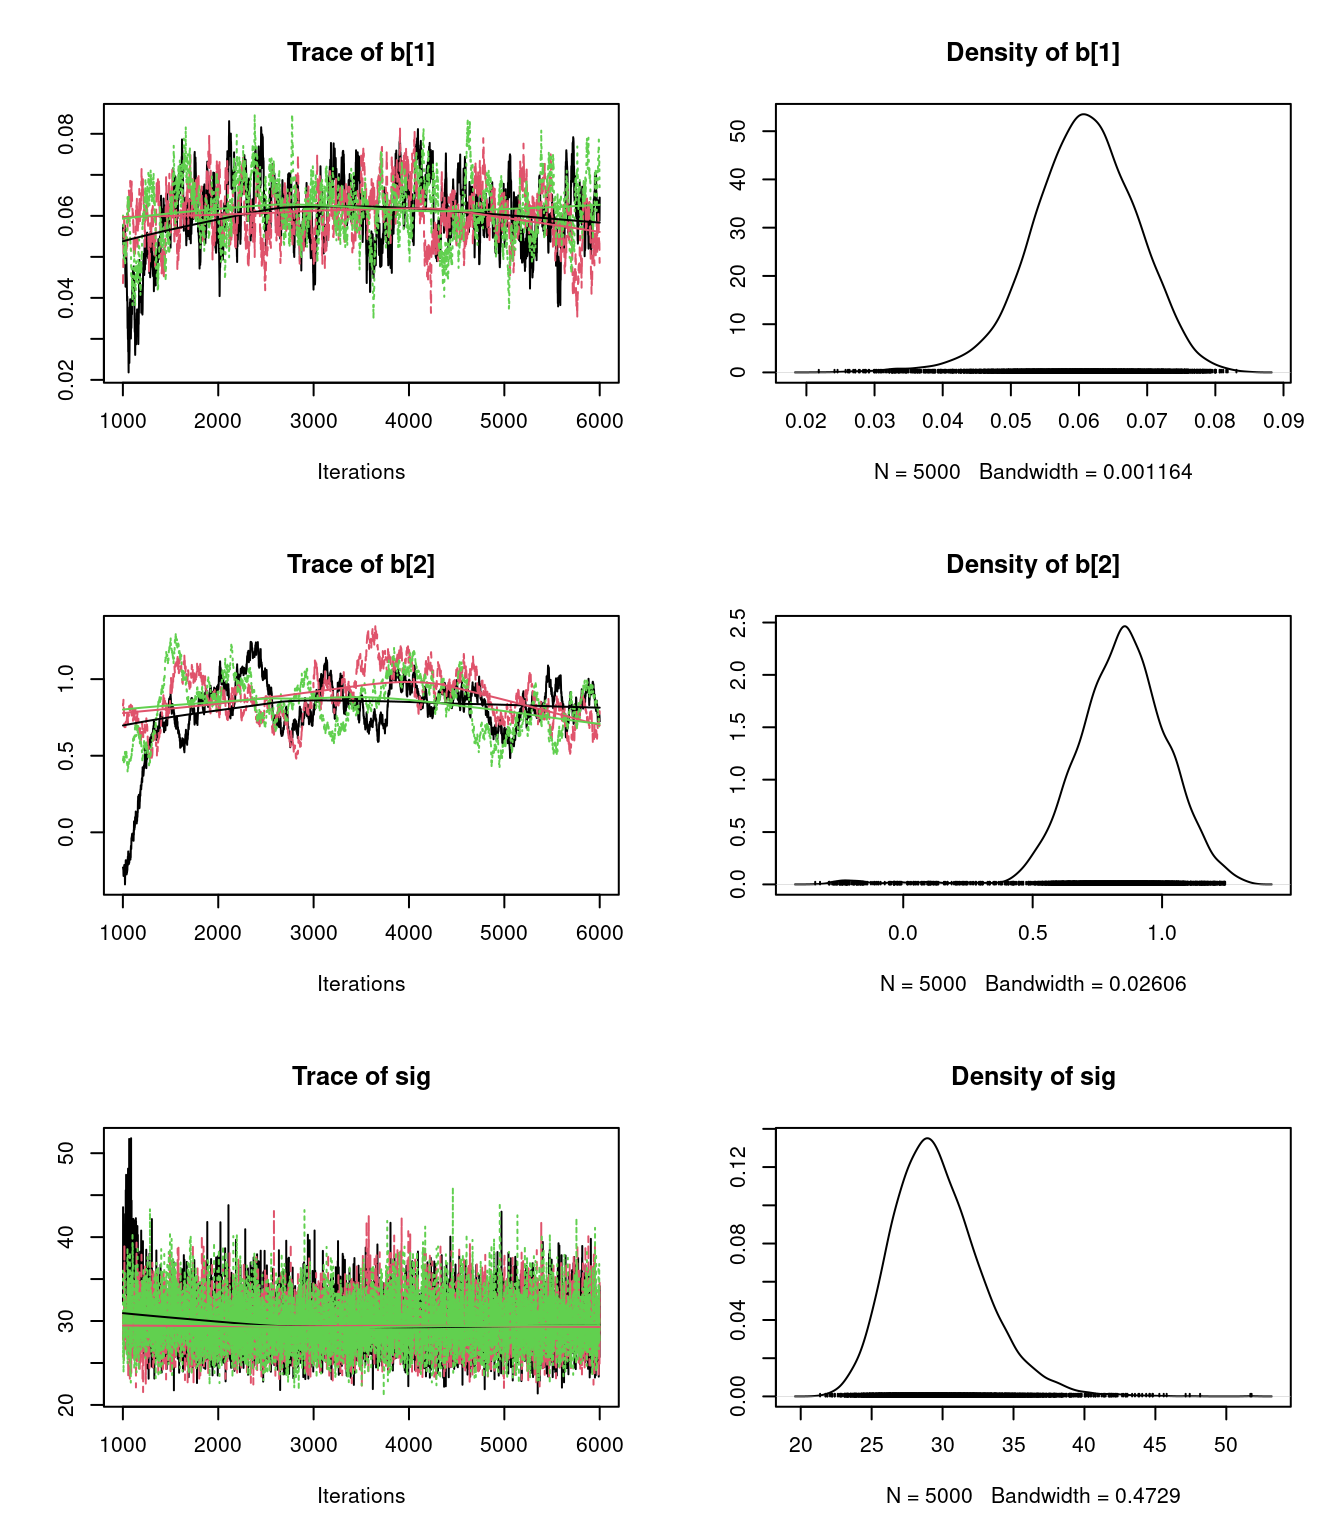 Trace of b[1]
0.02 0.04 0.06 0.08
1000 2000 3000 4000 5000 6000
Iterations
Density of b[1]
0 10 20 30 40 50
0.02 0.03 0.04 0.05 0.06 0.07 0.08 0.09
N = 5000 Bandwidth = 0.001164
Trace of b[2]
0.0 0.5 1.0
1000 2000 3000 4000 5000 6000
Iterations
Density of b[2]
0.0 0.5 1.0 1.5 2.0 2.5
0.0 0.5 1.0
N = 5000 Bandwidth = 0.02606
Trace of sig
20 30 40 50
1000 2000 3000 4000 5000 6000
Iterations
Density of sig
0.00 0.04 0.08 0.12
20 25 30 35 40 45 50
N = 5000 Bandwidth = 0.4729